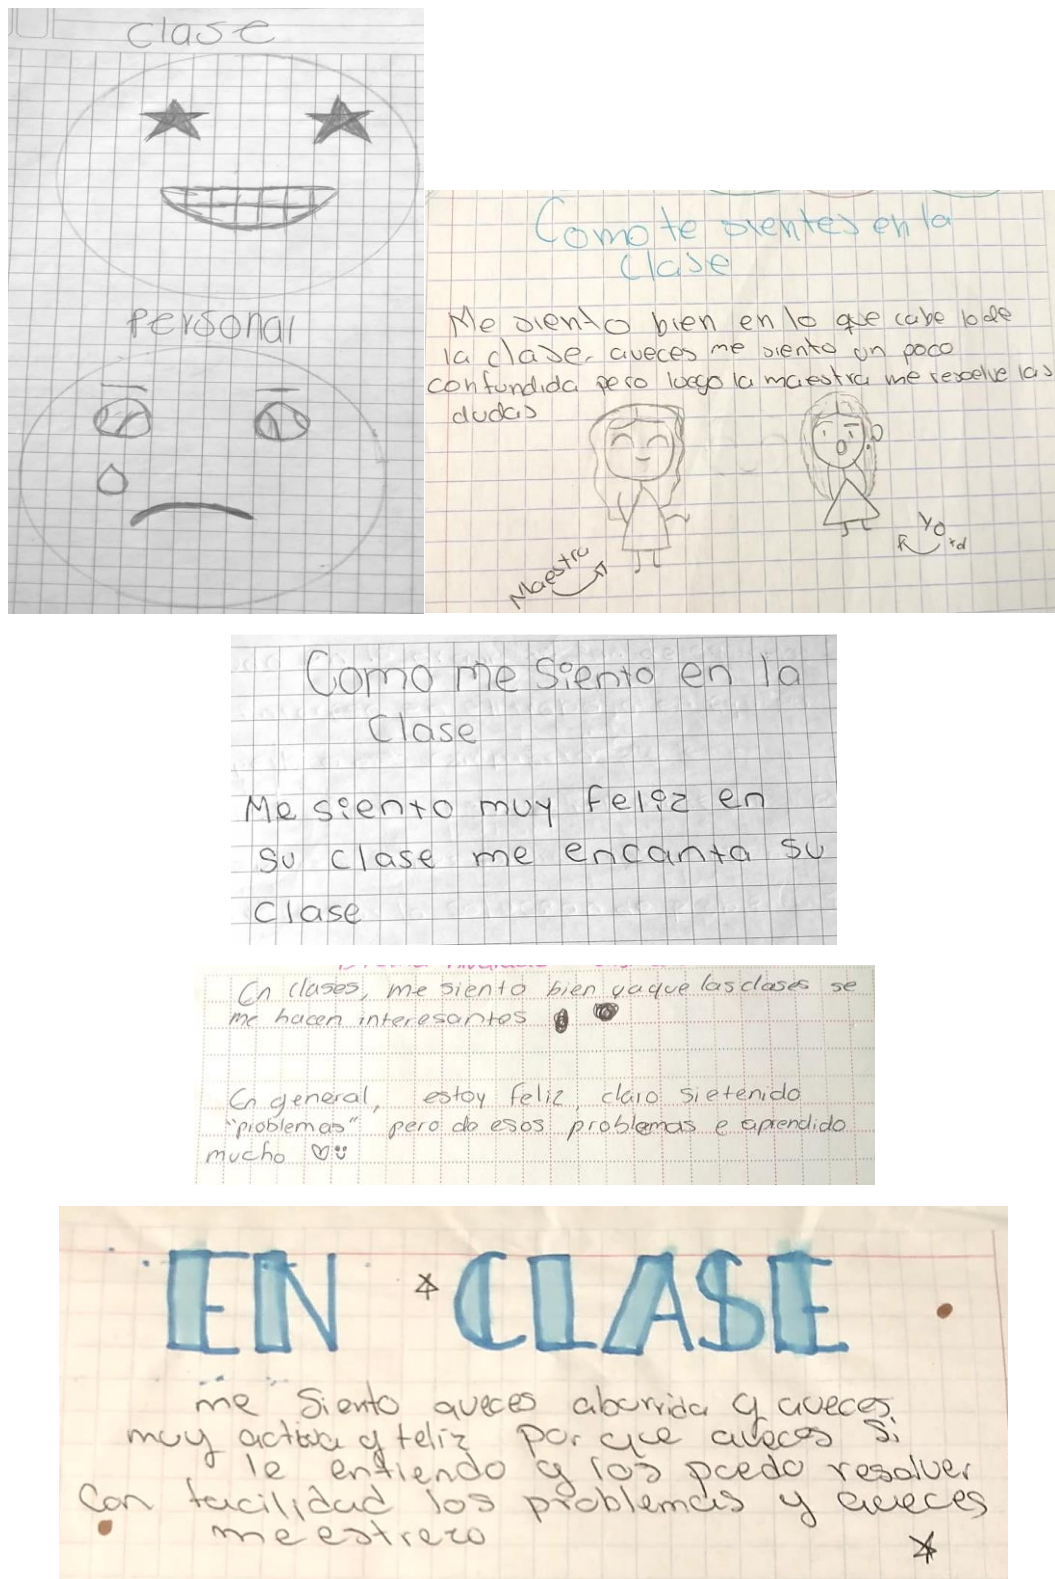 clase
personal
Como te sientes en la
clase
Me siento bien en lo que cabe lo de
la clase, aveces me siento un poco
confundida pero luego la maestra me resuelve las
dudas
Maestra
Yo
Como me siento en la
clase
Me siento muy feliz en
su clase me encanta su
clase
En clases, me siento bien yaque las clases se
me hacen interesantes
En general, estoy feliz, claro si etenido
"problemas" pero do esos problemas e aprendido
mucho
EN CLASE
me siento aveces aburrida y aveces
muy activa y feliz por que aveces si
le entiendo y los puedo resolver
con facilidad los problemas y aveces
me estrezo